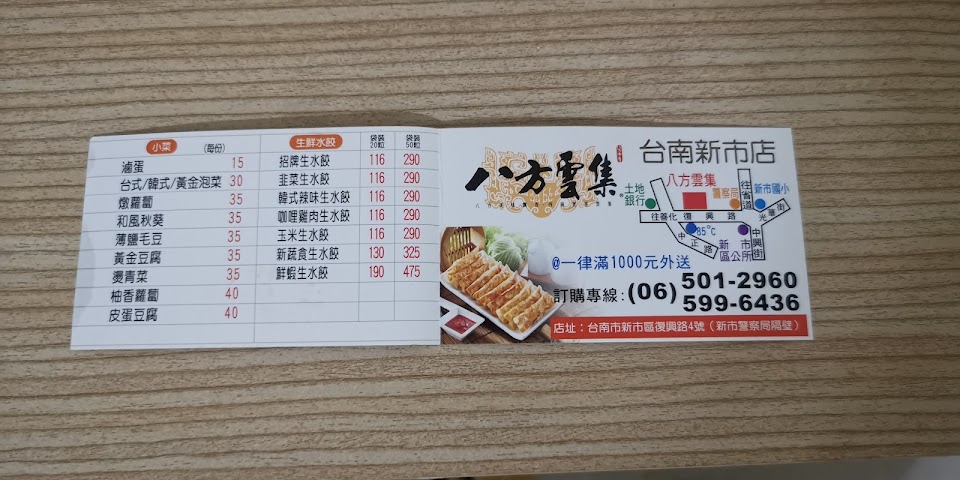 小菜 (每份)
滷蛋 15
台式/韓式/黃金泡菜 30
燉蘿蔔 35
和風秋葵 35
薄鹽毛豆 35
黃金豆腐 35
燙青菜 35
柚香蘿蔔 40
皮蛋豆腐 40
生鮮水餃 袋裝20粒 袋裝50粒
招牌生水餃 116 290
韭菜生水餃 116 290
韓式辣味生水餃 116 290
咖哩雞肉生水餃 116 290
玉米生水餃 116 290
新蔬食生水餃 130 325
鮮蝦生水餃 190 475
八方雲集
台南新市店
土地銀行
八方雲集
警察局
往省道
新市國小
往善化 復興路
光華街
中正路
85°C
新市區公所
中興街
@一律滿1000元外送
訂購專線:(06)501-2960
599-6436
店址:台南市新市區復興路4號(新市警察局隔壁)